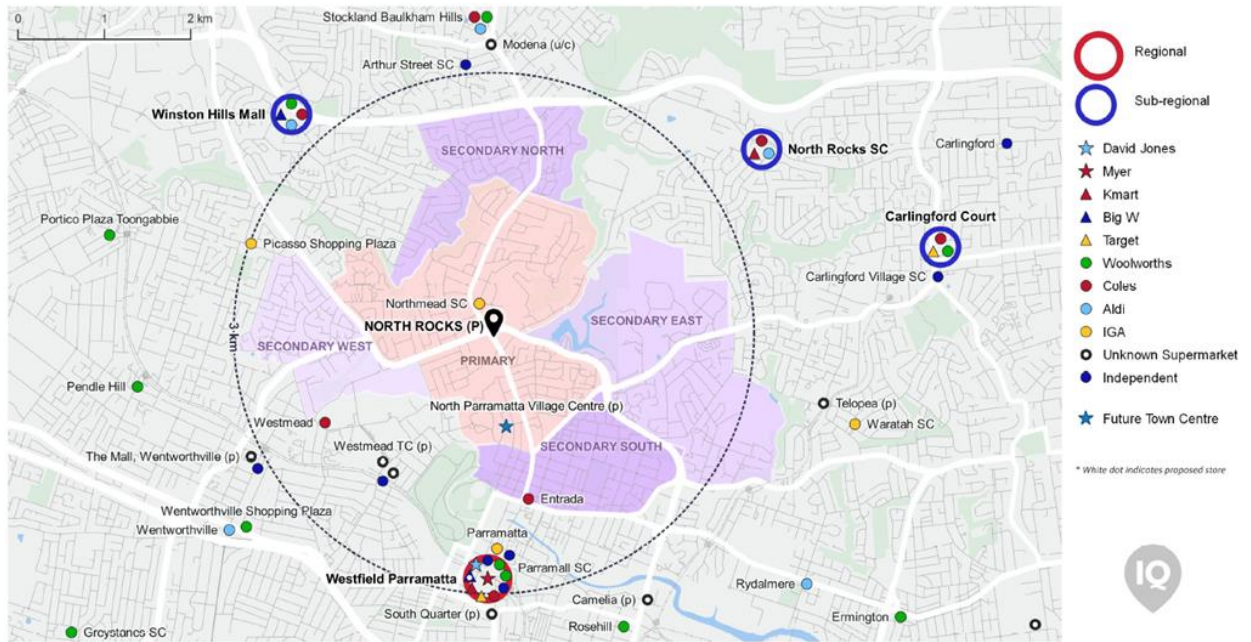 0 1 2 km
Stockland Baulkham Hills
Modena (u/c)
Arthur Street SC
Winston Hills Mall
SECONDARY NORTH
North Rocks SC
Carlingford
Portico Plaza Toongabbie
Picasso Shopping Plaza
Carlingford Court
Carlingford Village SC
Northmead SC
NORTH ROCKS (P)
SECONDARY EAST
3 km
SECONDARY WEST
PRIMARY
Pendle Hill
North Parramatta Village Centre (p)
Telopea (p)
Waratah SC
Westmead
Westmead TC (p)
SECONDARY SOUTH
The Mall, Wentworthville (p)
Entrada
Wentworthville Shopping Plaza
Wentworthville
Parramatta
Parramall SC
Westfield Parramatta
Rydalmere
South Quarter (p)
Camelia (p)
Rosehill
Ermington
Greystanes SC
Regional
Sub-regional
David Jones
Myer
Kmart
Big W
Target
Woolworths
Coles
Aldi
IGA
Unknown Supermarket
Independent
Future Town Centre
* White dot indicates proposed store
IQ